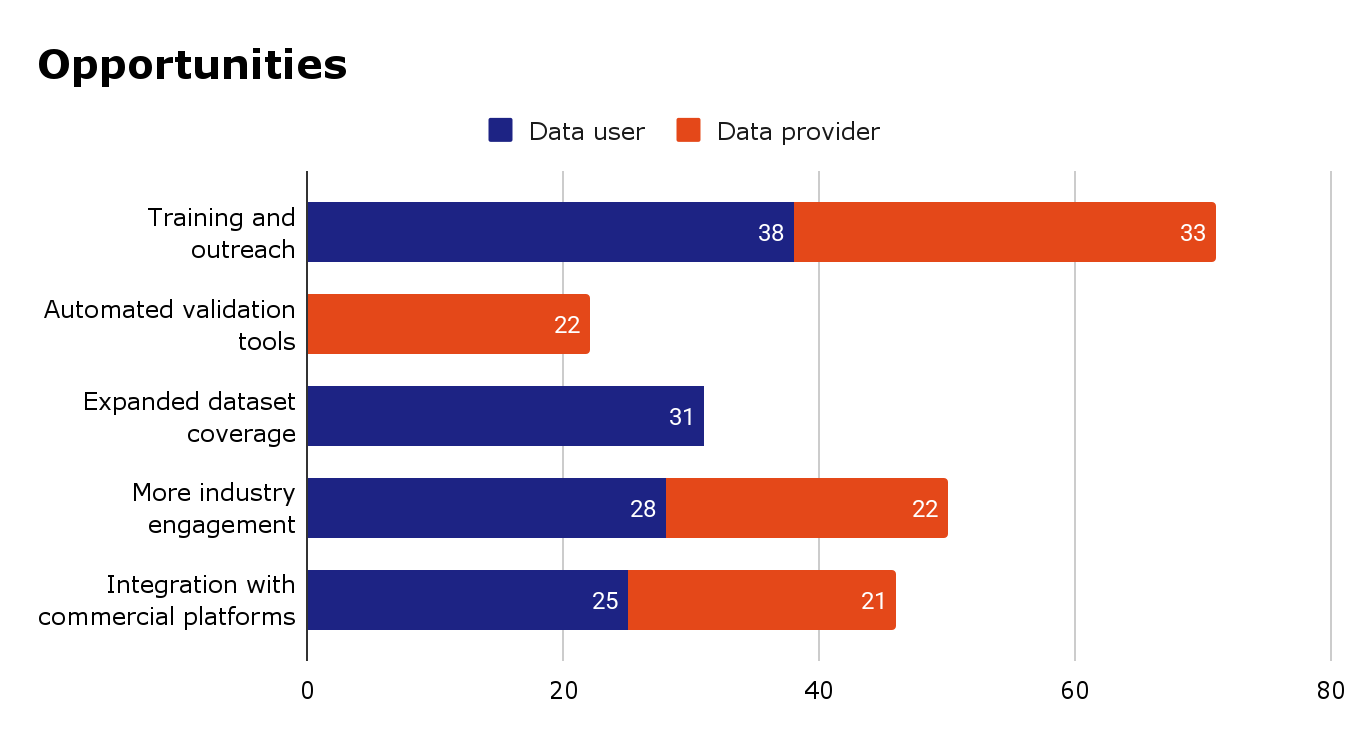 Opportunities
Data user
Data provider
Training and
outreach
38
33
Automated validation
tools
22
Expanded dataset
coverage
31
More industry
engagement
28
22
Integration with
commercial platforms
25
21
0
20
40
60
80